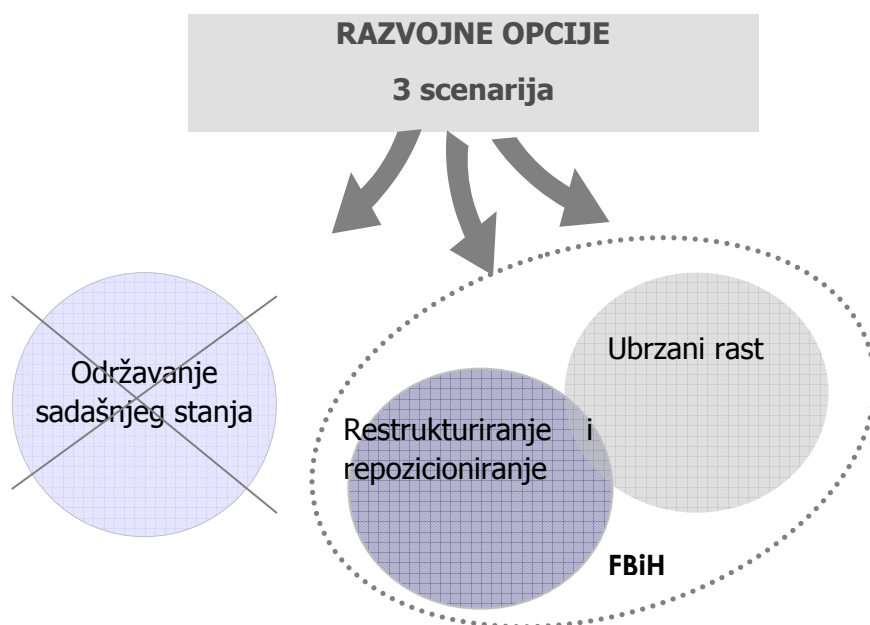 RAZVOJNE OPCIJE
3 scenarija
Održavanje
sadašnjeg stanja
Ubrzani rast
Restrukturiranje i
repozicioniranje
FBiH